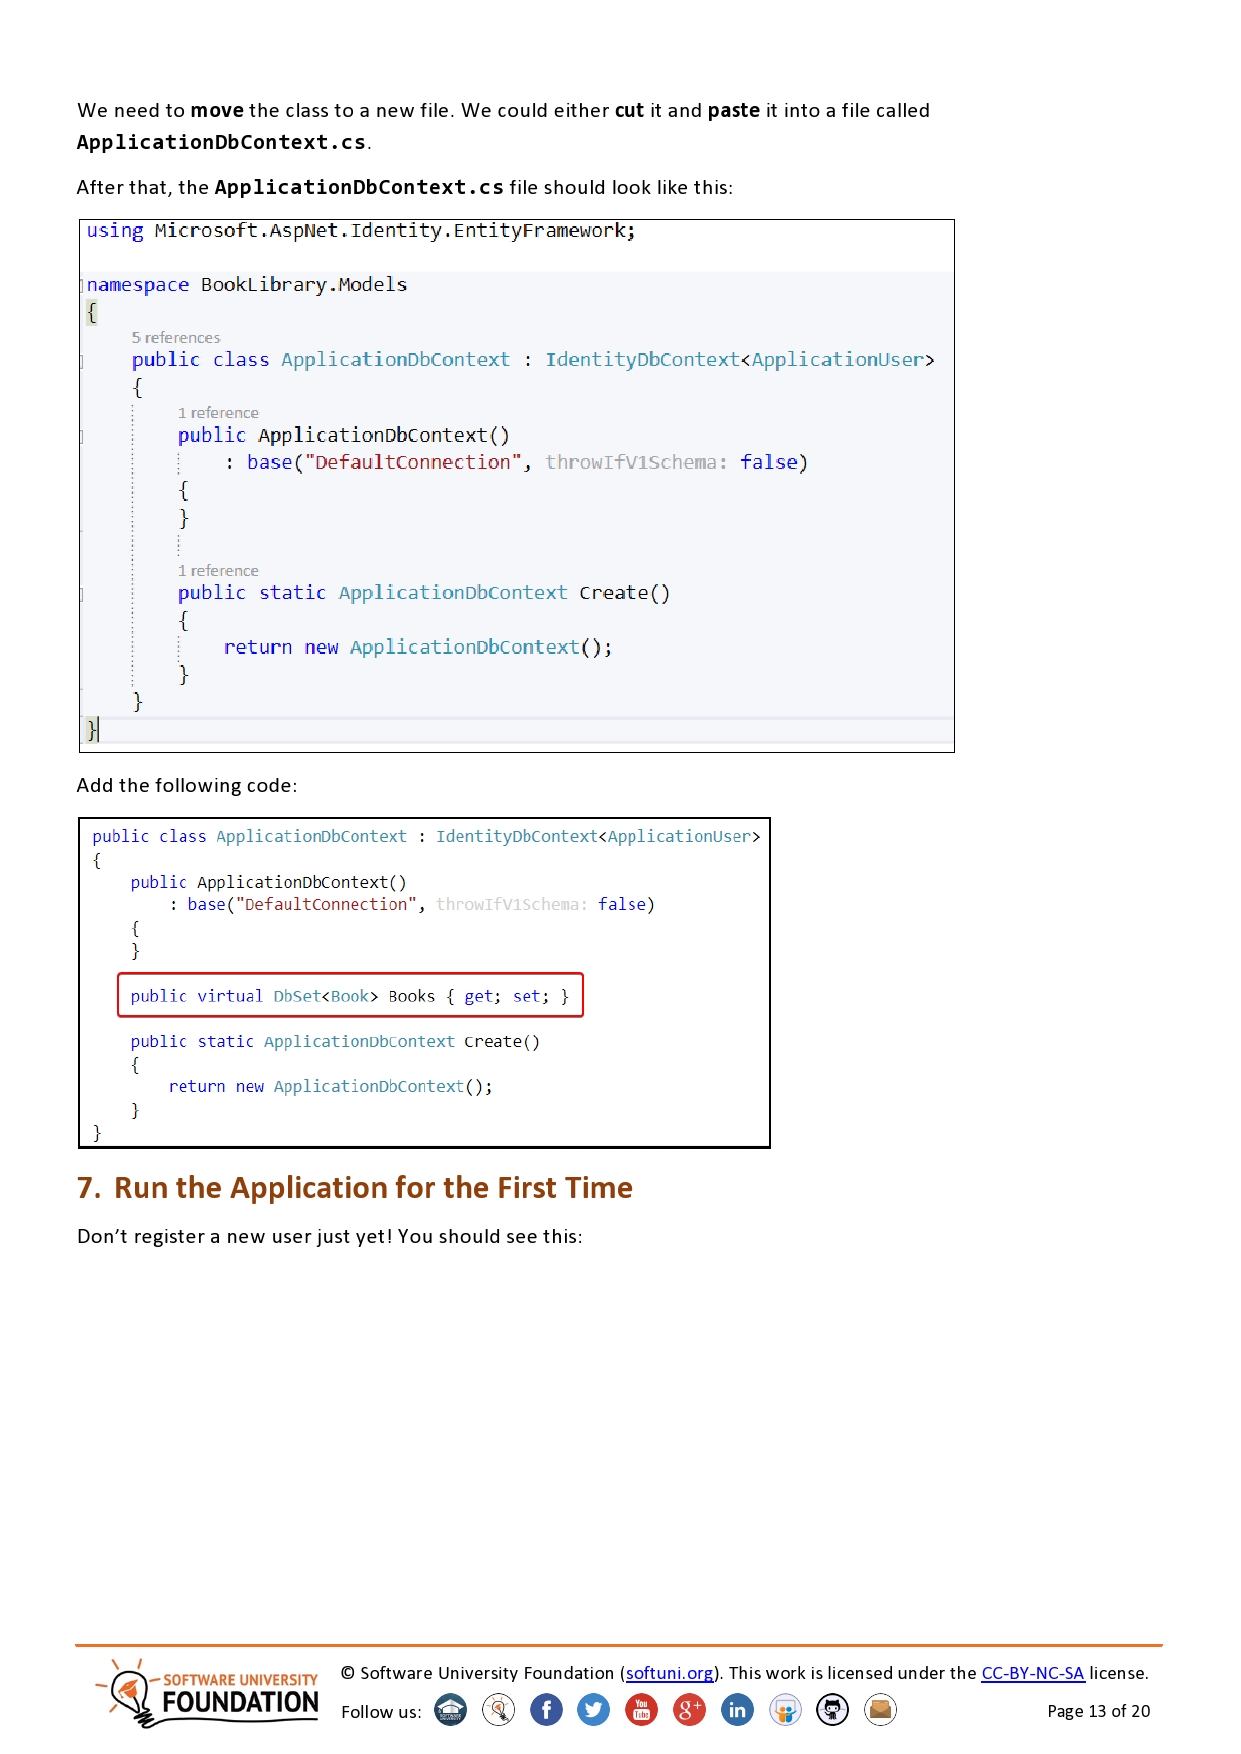 We need to move the class to a new file. We could either cut it and paste it into a file called
ApplicationDbContext.cs.
After that, the ApplicationDbContext.cs file should look like this:
using Microsoft.AspNet.Identity.EntityFramework;
namespace BookLibrary.Models
{
5 references
public class ApplicationDbContext : IdentityDbContext<ApplicationUser>
{
1 reference
public ApplicationDbContext()
: base("DefaultConnection", throwIfV1Schema: false)
{
}
1 reference
public static ApplicationDbContext Create()
{
return new ApplicationDbContext();
}
}
}
Add the following code:
public class ApplicationDbContext : IdentityDbContext<ApplicationUser>
{
public ApplicationDbContext()
: base("DefaultConnection", throwIfV1Schema: false)
{
}
public virtual DbSet<Book> Books { get; set; }
public static ApplicationDbContext Create()
{
return new ApplicationDbContext();
}
}
7. Run the Application for the First Time
Don’t register a new user just yet! You should see this:
SOFTWARE UNIVERSITY
FOUNDATION
© Software University Foundation (softuni.org). This work is licensed under the CC-BY-NC-SA license.
Follow us:
You
Tube
g+
in
Page 13 of 20